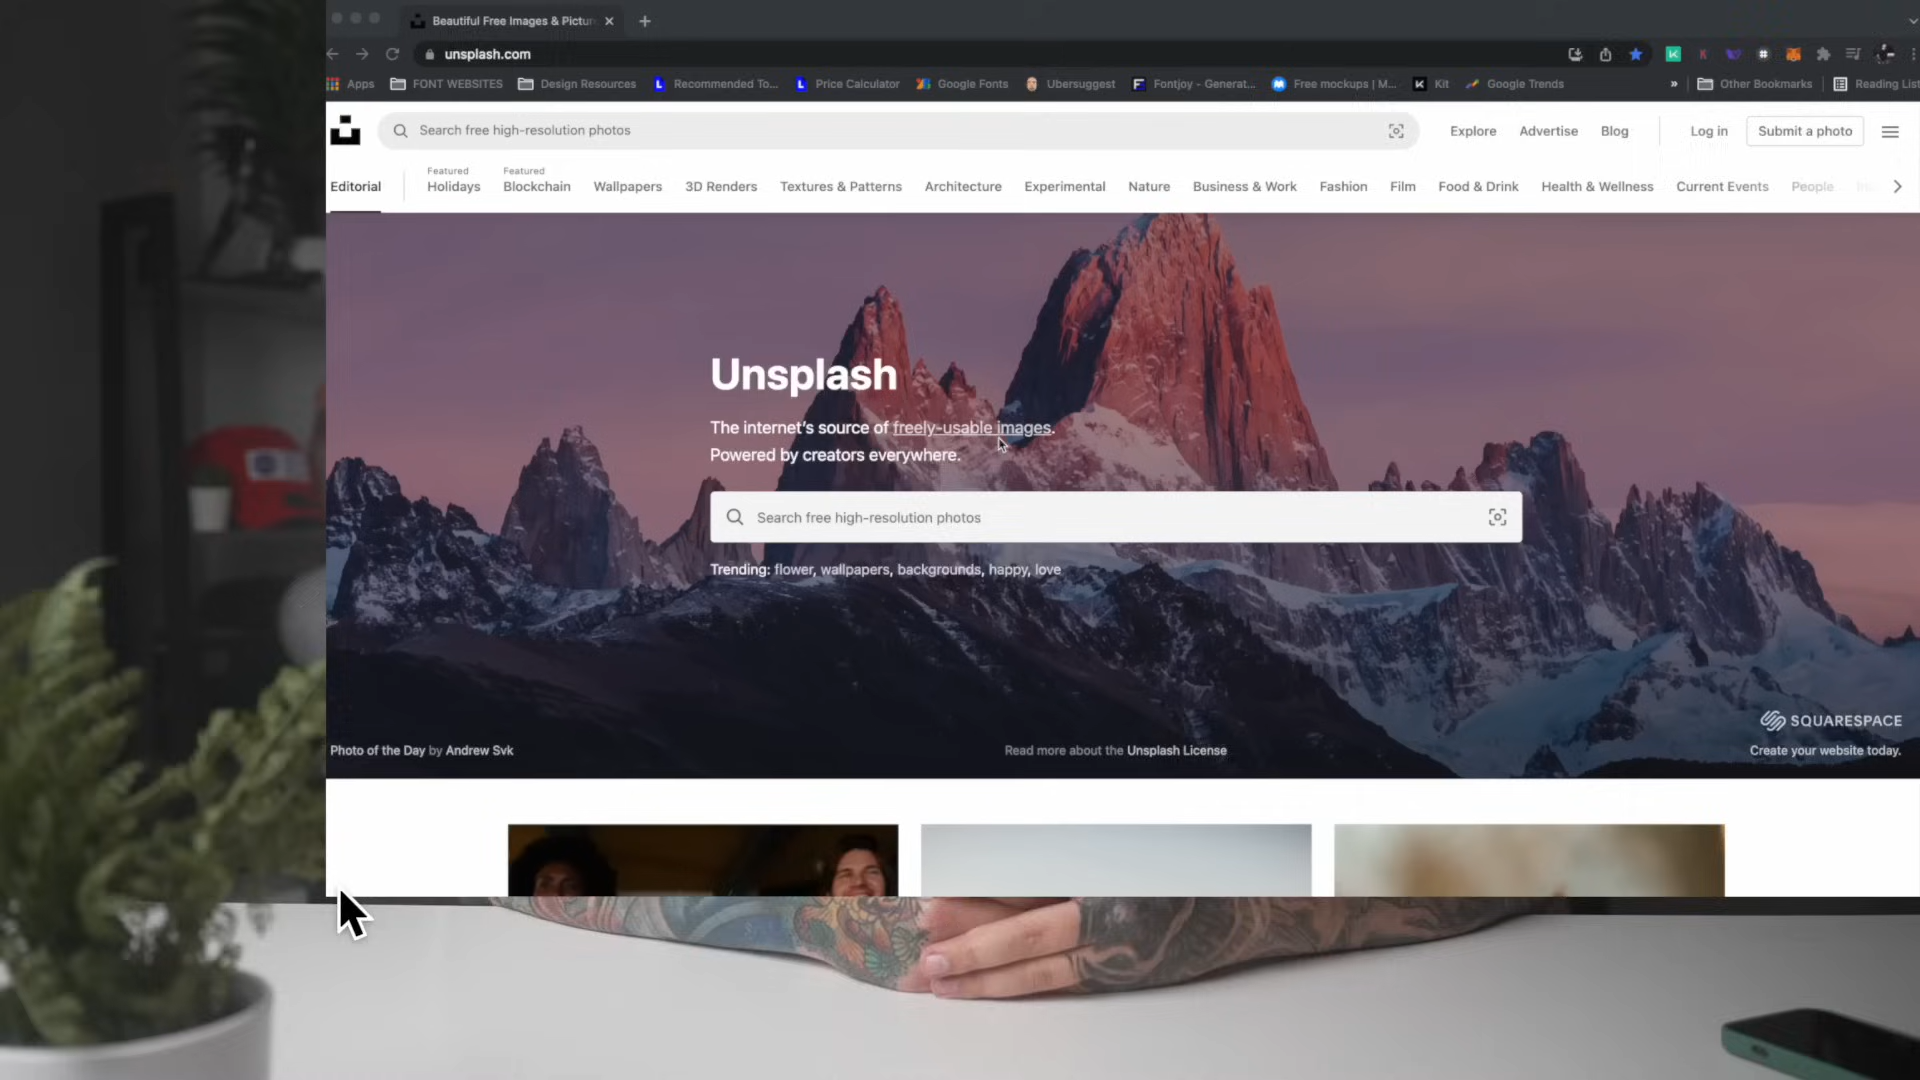 Beautiful Free Images & Pictur
unsplash.com
Apps FONT WEBSITES Design Resources Recommended To... Price Calculator Google Fonts Ubersuggest Fontjoy - Generat... Free mockups | M... Kit Google Trends » Other Bookmarks Reading List
Search free high-resolution photos Explore Advertise Blog Log in Submit a photo
Featured Featured
Editorial Holidays Blockchain Wallpapers 3D Renders Textures & Patterns Architecture Experimental Nature Business & Work Fashion Film Food & Drink Health & Wellness Current Events People
Unsplash
The internet's source of freely-usable images.
Powered by creators everywhere.
Search free high-resolution photos
Trending: flower, wallpapers, backgrounds, happy, love
SQUARESPACE
Photo of the Day by Andrew Svk Read more about the Unsplash License Create your website today.